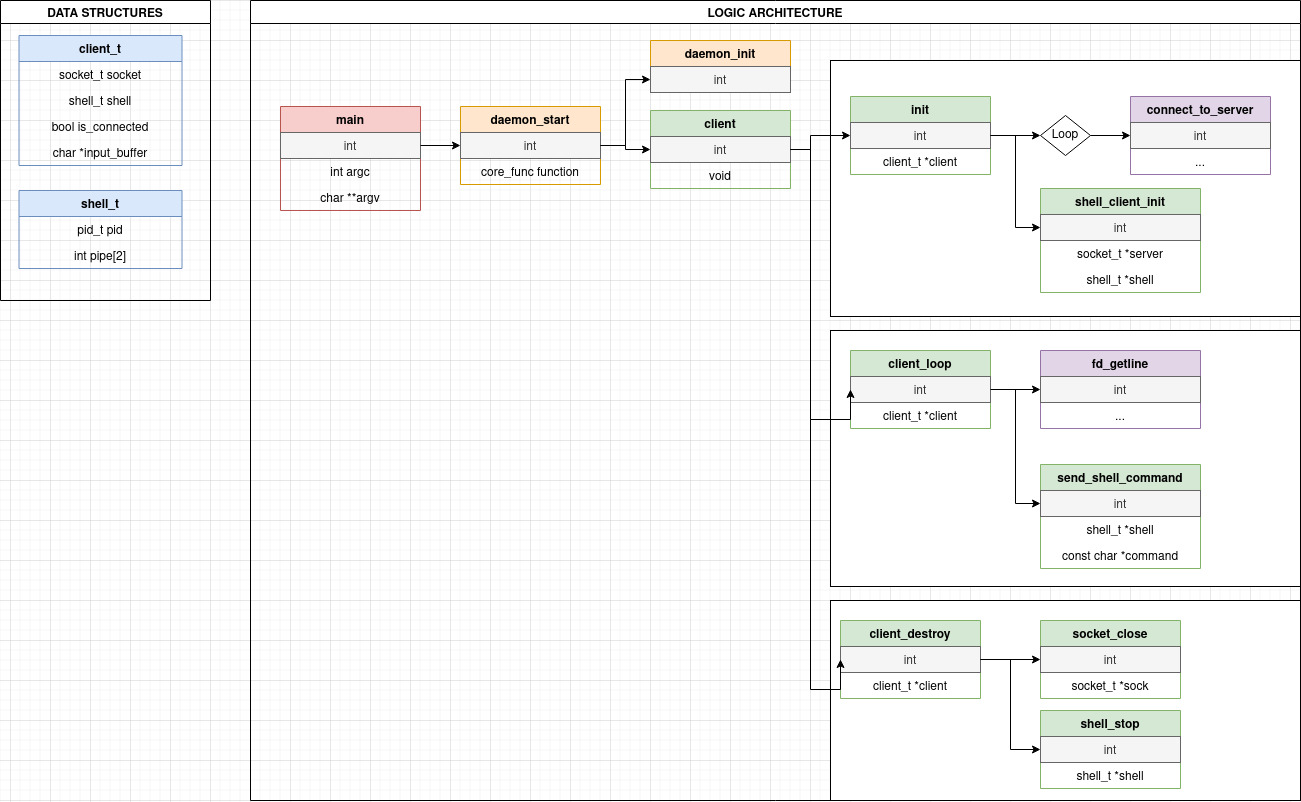 DATA STRUCTURES
client_t
socket_t socket
shell_t shell
bool is_connected
char *input_buffer
shell_t
pid_t pid
int pipe[2]
LOGIC ARCHITECTURE
main
int
int argc
char **argv
daemon_start
int
core_func function
daemon_init
int
client
int
void
init
int
client_t *client
Loop
connect_to_server
int
...
shell_client_init
int
socket_t *server
shell_t *shell
client_loop
int
client_t *client
fd_getline
int
...
send_shell_command
int
shell_t *shell
const char *command
client_destroy
int
client_t *client
socket_close
int
socket_t *sock
shell_stop
int
shell_t *shell